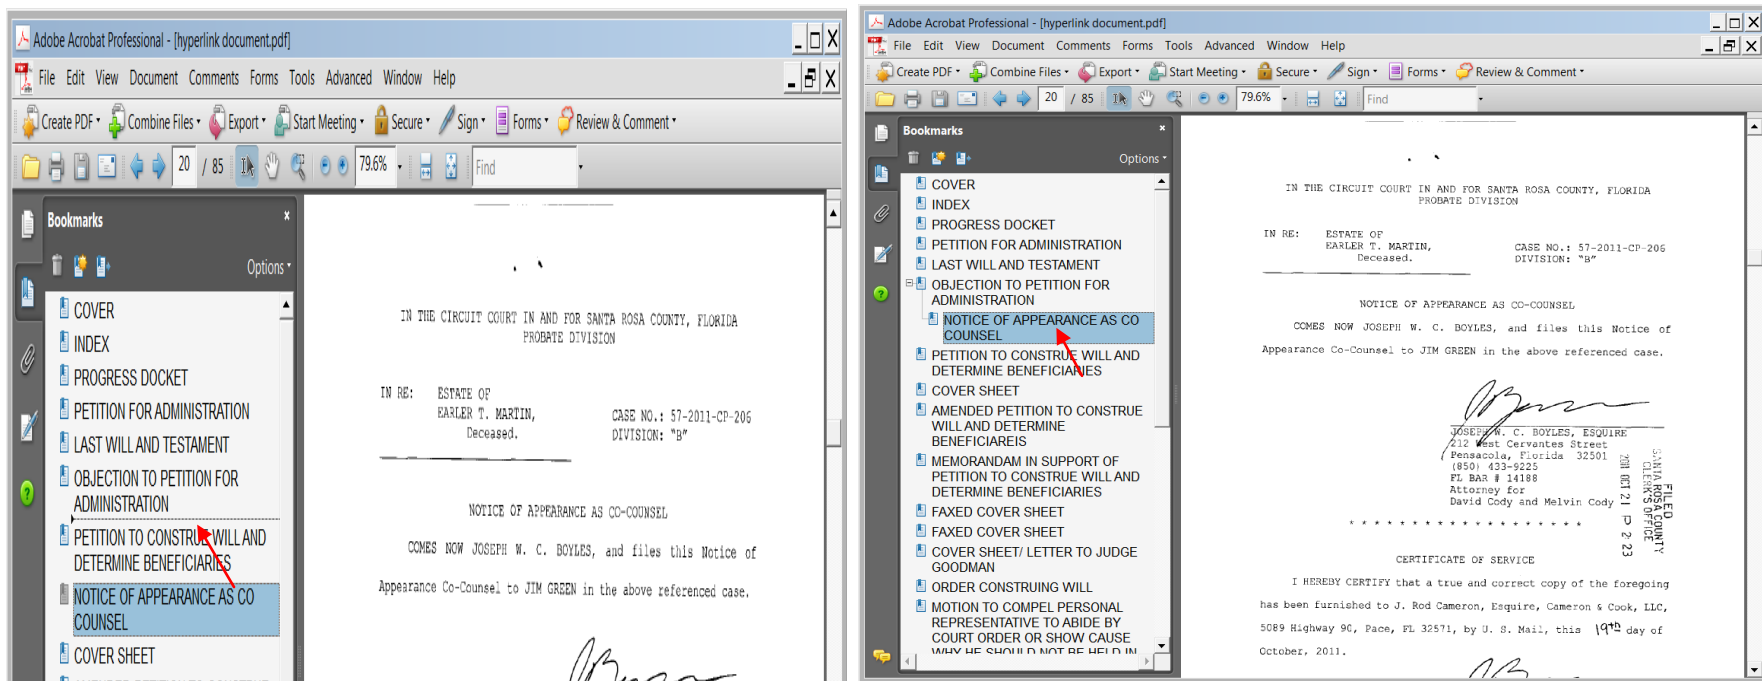 Adobe Acrobat Professional - [hyperlink document.pdf]
File Edit View Document Comments Forms Tools Advanced Window Help
Create PDF Combine Files Export Start Meeting Secure Sign Forms Review & Comment
20 / 85 79.6% Find
Bookmarks
Options
COVER
INDEX
PROGRESS DOCKET
PETITION FOR ADMINISTRATION
LAST WILL AND TESTAMENT
OBJECTION TO PETITION FOR
ADMINISTRATION
PETITION TO CONSTRUE WILL AND
DETERMINE BENEFICIARIES
NOTICE OF APPEARANCE AS CO
COUNSEL
COVER SHEET
IN THE CIRCUIT COURT IN AND FOR SANTA ROSA COUNTY, FLORIDA
PROBATE DIVISION
IN RE: ESTATE OF
EARLER T. MARTIN, CASE NO.: 57-2011-CP-206
Deceased. DIVISION: "B"
NOTICE OF APPEARANCE AS CO-COUNSEL
COMES NOW JOSEPH W. C. BOYLES, and files this Notice of
Appearance Co-Counsel to JIM GREEN in the above referenced case.
Adobe Acrobat Professional - [hyperlink document.pdf]
File Edit View Document Comments Forms Tools Advanced Window Help
Create PDF Combine Files Export Start Meeting Secure Sign Forms Review & Comment
20 / 85 79.6% Find
Bookmarks
Options
COVER
INDEX
PROGRESS DOCKET
PETITION FOR ADMINISTRATION
LAST WILL AND TESTAMENT
OBJECTION TO PETITION FOR
ADMINISTRATION
NOTICE OF APPEARANCE AS CO
COUNSEL
PETITION TO CONSTRUE WILL AND
DETERMINE BENEFICIARIES
COVER SHEET
AMENDED PETITION TO CONSTRUE
WILL AND DETERMINE
BENEFICIAREIS
MEMORANDAM IN SUPPORT OF
PETITION TO CONSTRUE WILL AND
DETERMINE BENEFICIARIES
FAXED COVER SHEET
FAXED COVER SHEET
COVER SHEET/ LETTER TO JUDGE
GOODMAN
ORDER CONSTRUING WILL
MOTION TO COMPEL PERSONAL
REPRESENTATIVE TO ABIDE BY
COURT ORDER OR SHOW CAUSE
WHY HE SHOULD NOT BE HELD IN
IN THE CIRCUIT COURT IN AND FOR SANTA ROSA COUNTY, FLORIDA
PROBATE DIVISION
IN RE: ESTATE OF
EARLER T. MARTIN, CASE NO.: 57-2011-CP-206
Deceased. DIVISION: "B"
NOTICE OF APPEARANCE AS CO-COUNSEL
COMES NOW JOSEPH W. C. BOYLES, and files this Notice of
Appearance Co-Counsel to JIM GREEN in the above referenced case.
JOSEPH W. C. BOYLES, ESQUIRE
212 West Cervantes Street
Pensacola, Florida 32501
(850) 433-9225
FL BAR # 14188
Attorney for
David Cody and Melvin Cody
FILED
SANTA ROSA COUNTY
CLERK'S OFFICE
2011 OCT 21 P 2:23
* * * * * * * * * * * * * * * * * * *
CERTIFICATE OF SERVICE
I HEREBY CERTIFY that a true and correct copy of the foregoing
has been furnished to J. Rod Cameron, Esquire, Cameron & Cook, LLC,
5089 Highway 90, Pace, FL 32571, by U. S. Mail, this 19th day of
October, 2011.